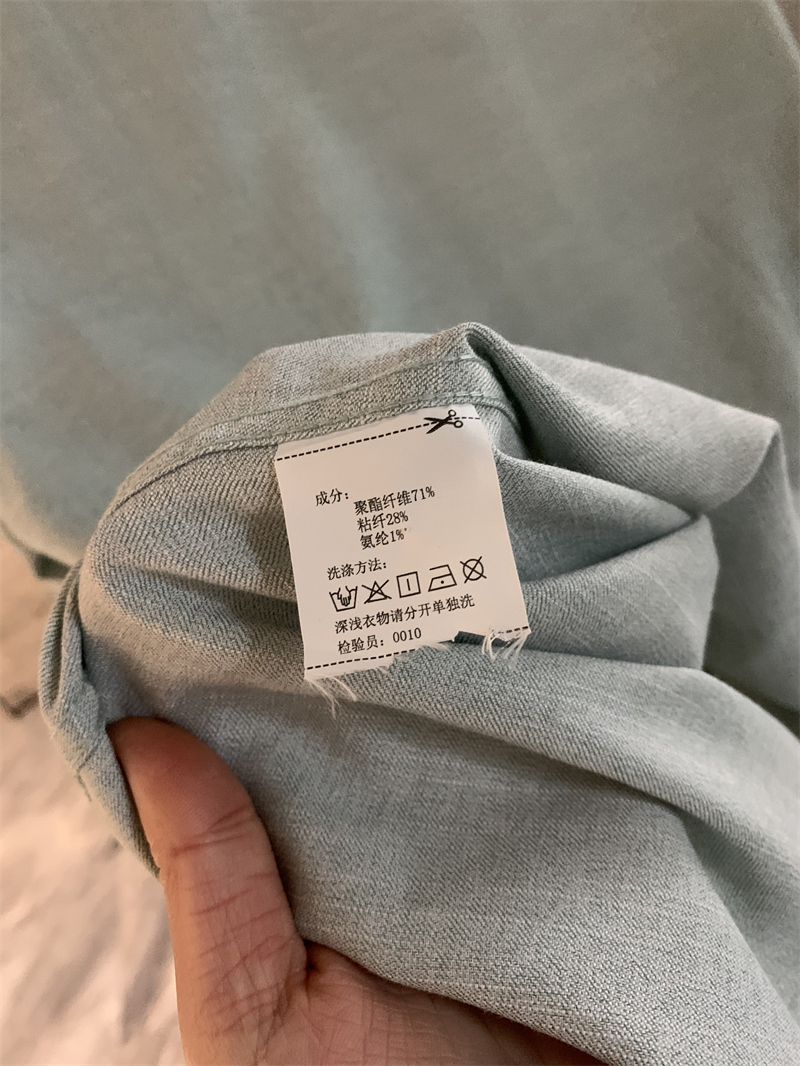 成分：
聚酯纤维71%
粘纤28%
氨纶1%
洗涤方法：
深浅衣物请分开单独洗
检验员：0010